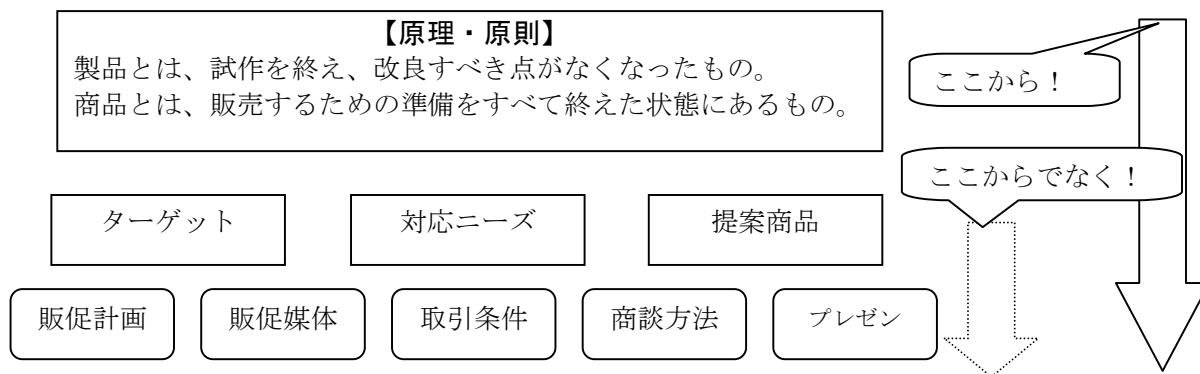 【原理・原則】
製品とは、試作を終え、改良すべき点がなくなったもの。
商品とは、販売するための準備をすべて終えた状態にあるもの。
ここから！
ここからでなく！
ターゲット
対応ニーズ
提案商品
販促計画
販促媒体
取引条件
商談方法
プレゼン